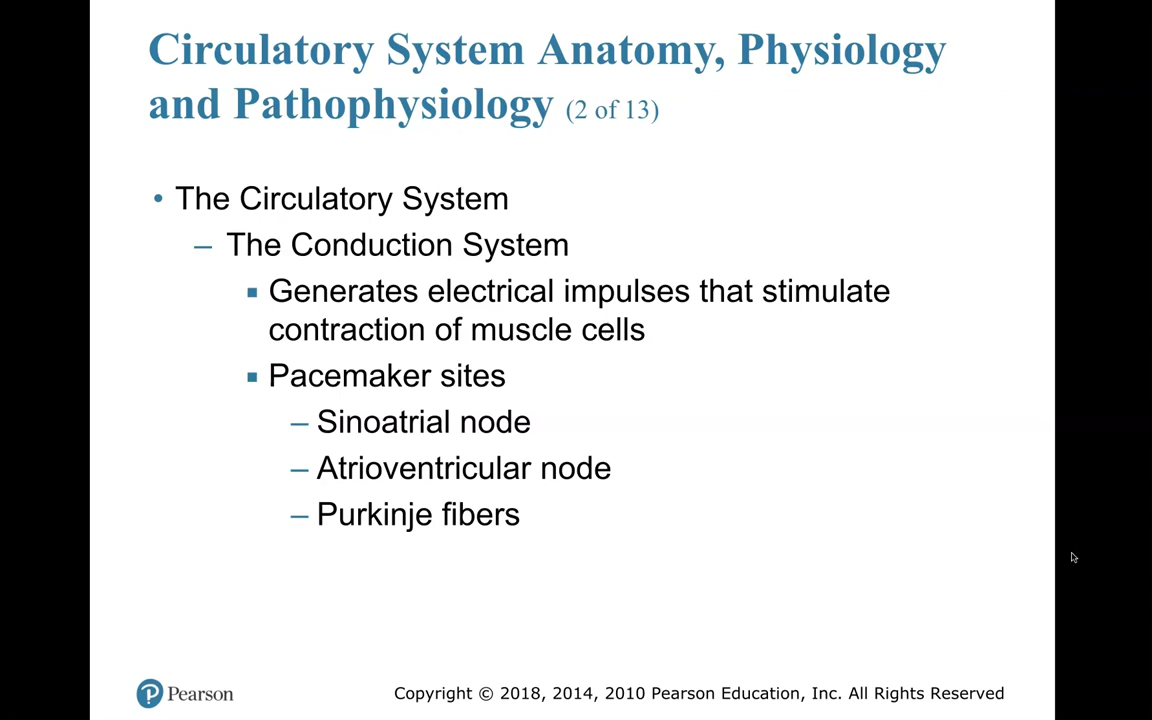 Circulatory System Anatomy, Physiology
and Pathophysiology (2 of 13)
• The Circulatory System
– The Conduction System
▪ Generates electrical impulses that stimulate
contraction of muscle cells
▪ Pacemaker sites
– Sinoatrial node
– Atrioventricular node
– Purkinje fibers
Pearson
Copyright © 2018, 2014, 2010 Pearson Education, Inc. All Rights Reserved